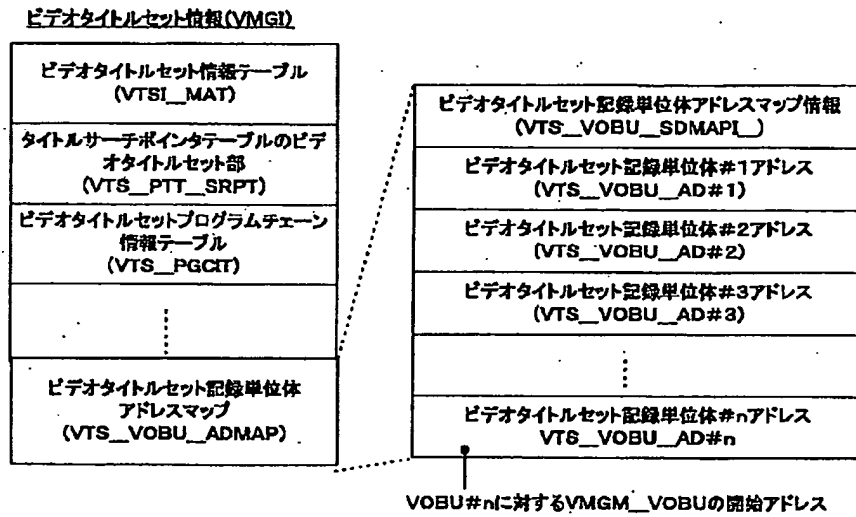 ビデオタイトルセット情報(VMGI)
ビデオタイトルセット情報テーブル
(VTSI__MAT)
タイトルサーチポインタテーブルのビデ
オタイトルセット部
(VTS__PTT__SRPT)
ビデオタイトルセットプログラムチェーン
情報テーブル
(VTS__PGCIT)
ビデオタイトルセット記録単位体
アドレスマップ
(VTS__VOBU__ADMAP)
ビデオタイトルセット記録単位体アドレスマップ情報
(VTS__VOBU__SDMAPI__)
ビデオタイトルセット記録単位体#1アドレス
(VTS__VOBU__AD#1)
ビデオタイトルセット記録単位体#2アドレス
(VTS__VOBU__AD#2)
ビデオタイトルセット記録単位体#3アドレス
(VTS__VOBU__AD#3)
ビデオタイトルセット記録単位体#nアドレス
VTS__VOBU__AD#n
VOBU#nに対するVMGM__VOBUの開始アドレス